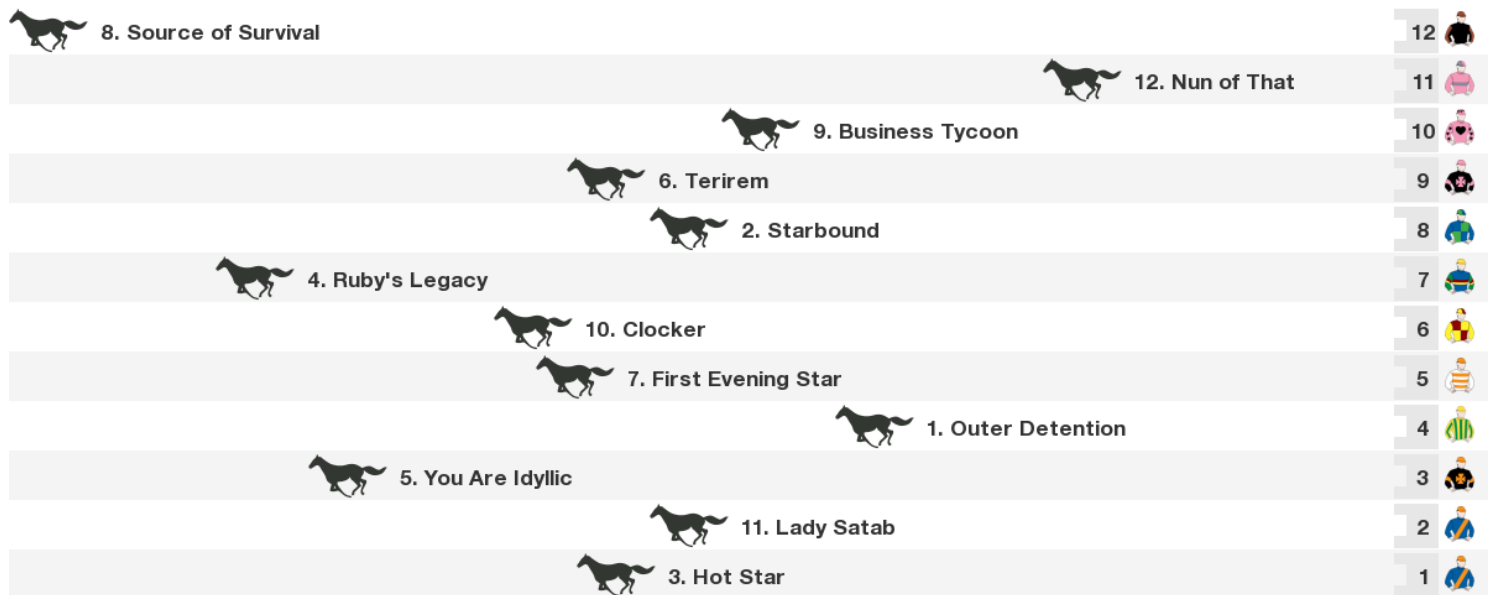 8. Source of Survival 12
12. Nun of That 11
9. Business Tycoon 10
6. Terirem 9
2. Starbound 8
4. Ruby's Legacy 7
10. Clocker 6
7. First Evening Star 5
1. Outer Detention 4
5. You Are Idyllic 3
11. Lady Satab 2
3. Hot Star 1